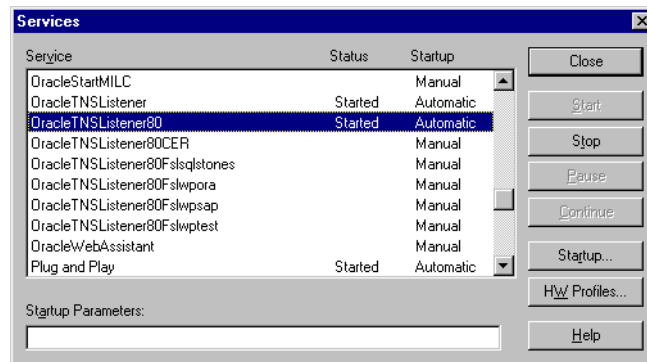 Services
Service Status Startup
OracleStartMILC Manual
OracleTNSListener Started Automatic
OracleTNSListener80 Started Automatic
OracleTNSListener80CER Manual
OracleTNSListener80Fslsqlstones Manual
OracleTNSListener80Fslwpora Manual
OracleTNSListener80Fslwpsap Manual
OracleTNSListener80Fslwptest Manual
OracleWebAssistant Manual
Plug and Play Started Automatic
Startup Parameters:
Close
Start
Stop
Pause
Continue
Startup...
HW Profiles...
Help